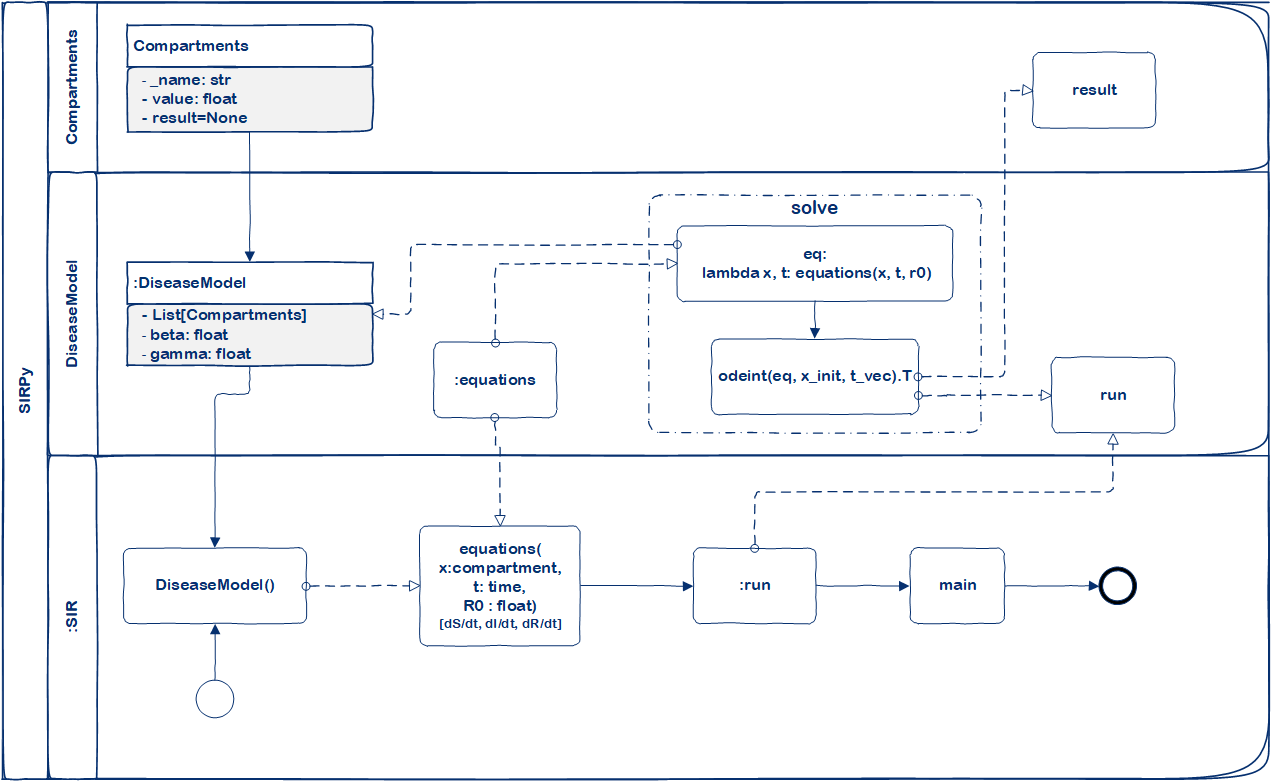 SIRPy
Compartments
Compartments
- _name: str
- value: float
- result=None
result
DiseaseModel
:DiseaseModel
- List[Compartments]
- beta: float
- gamma: float
:equations
solve
eq:
lambda x, t: equations(x, t, r0)
odeint(eq, x_init, t_vec).T
run
:SIR
DiseaseModel()
equations(
x:compartment,
t: time,
R0 : float)
[dS/dt, dI/dt, dR/dt]
:run
main